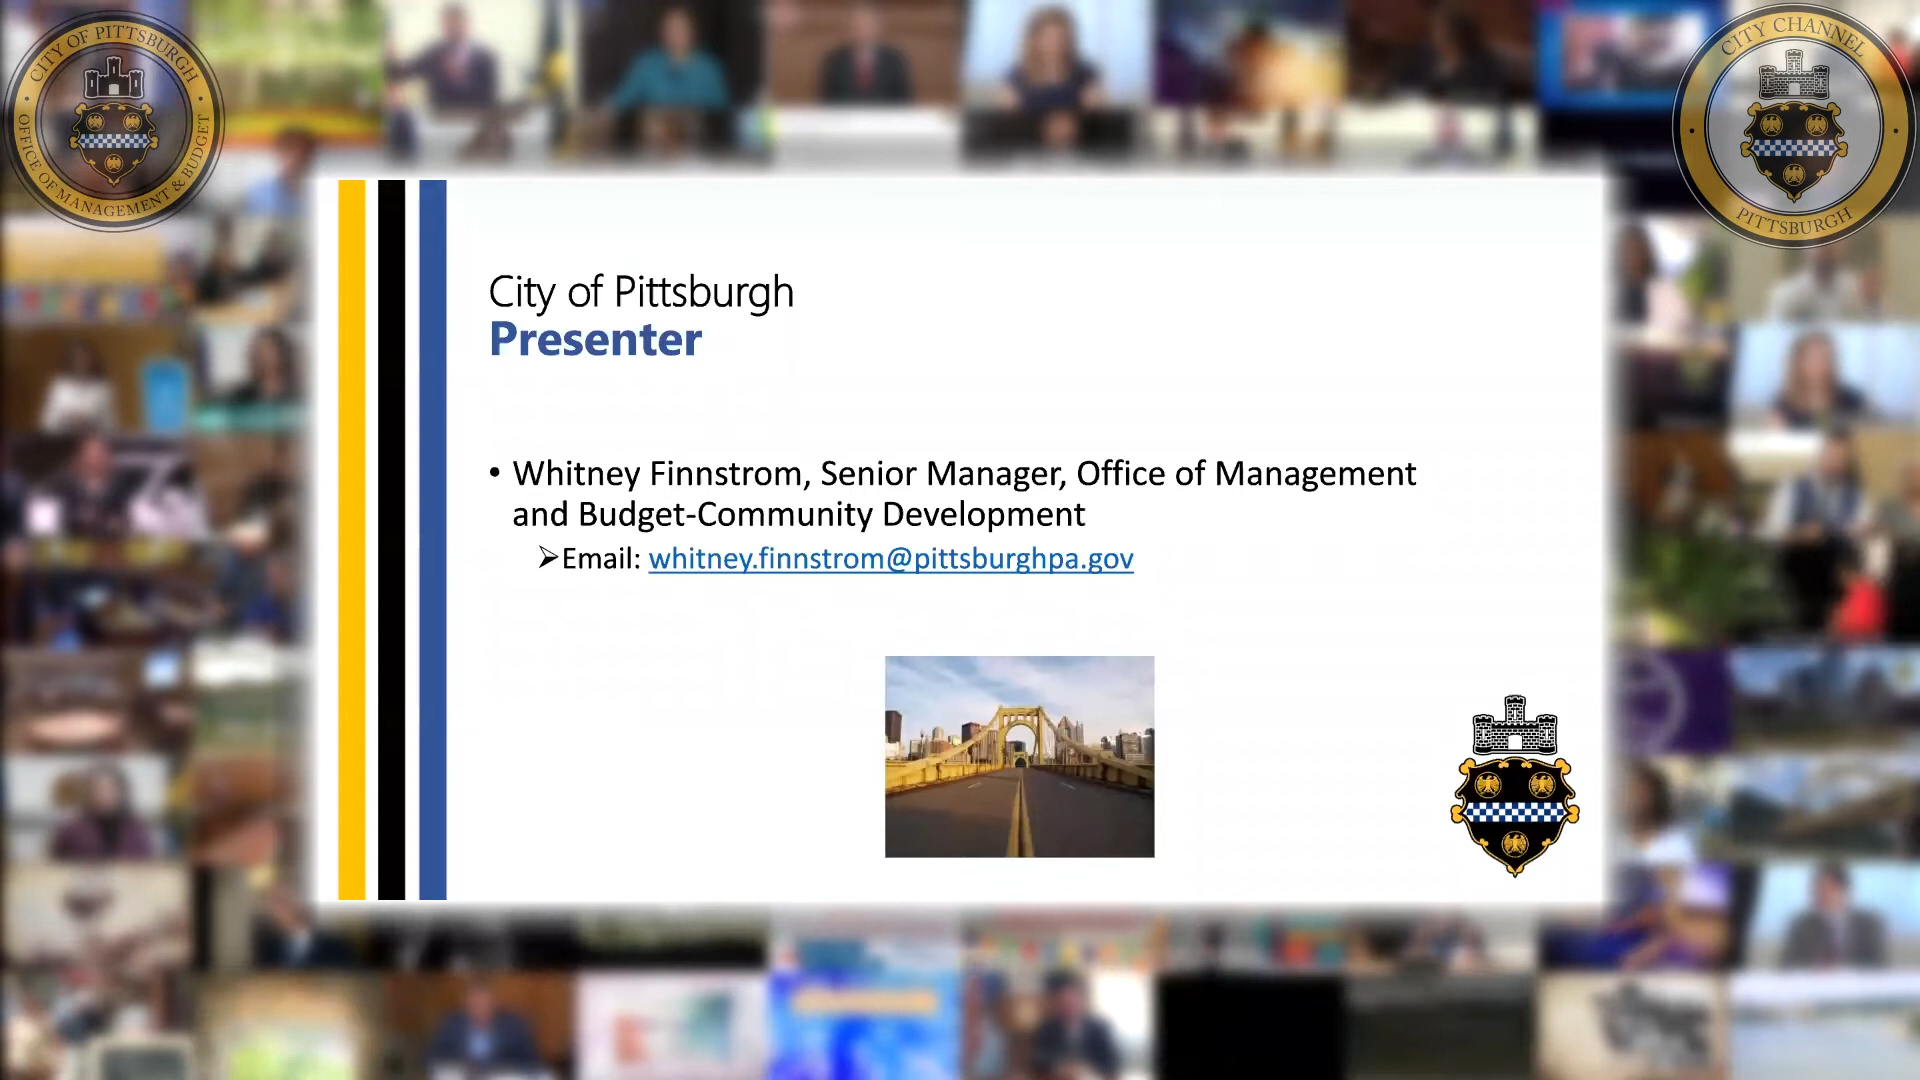 CITY OF PITTSBURGH
OFFICE OF MANAGEMENT & BUDGET
CITY CHANNEL
PITTSBURGH
City of Pittsburgh
Presenter
• Whitney Finnstrom, Senior Manager, Office of Management
and Budget-Community Development
➢Email: whitney.finnstrom@pittsburghpa.gov